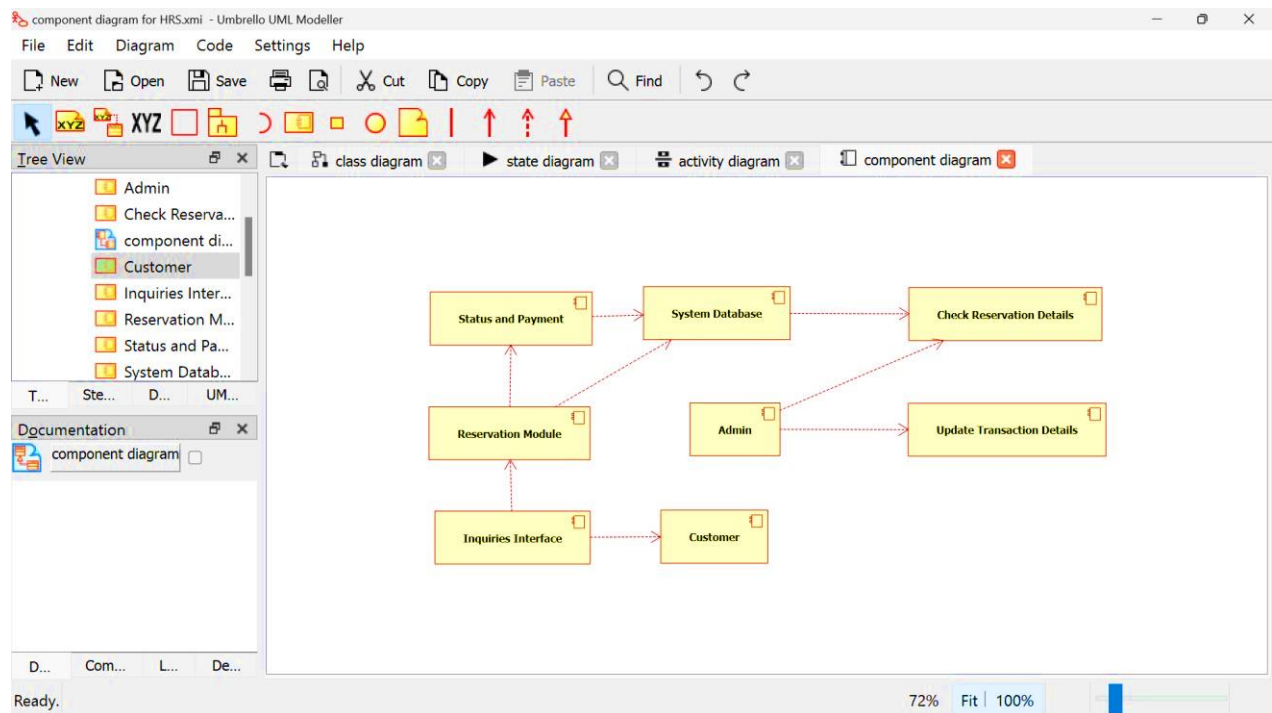 component diagram for HRS.xmi - Umbrello UML Modeller
File Edit Diagram Code Settings Help
New Open Save Cut Copy Paste Find
XYZ XYZ XYZ
Tree View
class diagram state diagram activity diagram component diagram
Admin
Check Reserva...
component di...
Customer
Inquiries Inter...
Reservation M...
Status and Pa...
System Datab...
T... Ste... D... UM...
Documentation
component diagram
D... Com... L... De...
Status and Payment
System Database
Check Reservation Details
Reservation Module
Admin
Update Transaction Details
Inquiries Interface
Customer
Ready.
72% Fit 100%